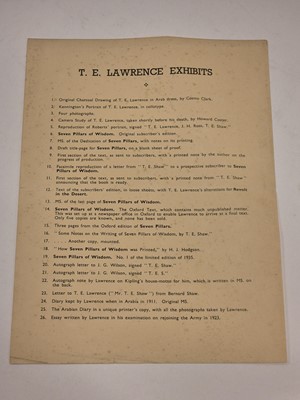 T. E. LAWRENCE EXHIBITS
1— Original Charcoal Drawing of T. E. Lawrence in Arab dress, by Cosmo Clark.
2. Kennington's Portrait of T. E. Lawrence, in collotype.
3. Four photographs.
4. Camera Study of T. E. Lawrence, taken shortly before his death, by Howard Coster.
5. Reproduction of Roberts' portrait, signed " T. E. Lawrence, J. H. Ross, T. E. Shaw."
6. Seven Pillars of Wisdom. Original subscriber's edition.
7. MS. of the Dedication of Seven Pillars, with notes on its printing.
8. Draft title page for Seven Pillars,
9. First section of the text, as sent to subscribers, with a printed note by the author on the
progress of production.
10. Facsimile reproduction of a letter from " T. E. Shaw " to a prospective subscriber to Seven
Pillars of Wisdom.
11. First section of the text, as sent to subscribers, with a printed note from " T. E. Shaw "
announcing that the book is ready.
12. Text of the subscribers' edition, in loose sheets, with T. E. Lawrence's abstraction for Revolt
in the Desert.
13. MS. of the last page of Seven Pillars of Wisdom.
14. Seven Pillars of Wisdom. The Oxford Text, which contains much unpublished matter.
This was set up at a newspaper office in Oxford to enable Lawrence to prove at a first text.
Only five copies are known, and none has been sold.
15. Three pages from the Oxford edition of Seven Pillars.
16. " Some Notes on the Writing of Seven Pillars of Wisdom, by T. E. Shaw."
17. . . . . . Another copy, mounted.
18. " How Seven Pillars of Wisdom was Printed," by H. J. Hodgson.
19. Seven Pillars of Wisdom. No. 1 of the limited edition of 1935.
20. Autograph letter to J. G. Wilson, signed " T. E. Shaw."
21. Autograph letter to J. G. Wilson, signed " T. E. S."
22. Autograph note by Lawrence on Kipling's house-motor for him, which is written in MS. on
the back.
23. Letter to T. E. Lawrence (" Mr. T. E. Shaw ") from Bernard Shaw.
24. Diary kept by Lawrence when in Arabia in 1911. Original MS.
25. The Arabian Diary in a unique printer's copy, with all the photographs taken by Lawrence.
26. Essay written by Lawrence in his examination on rejoining the Army in 1923.